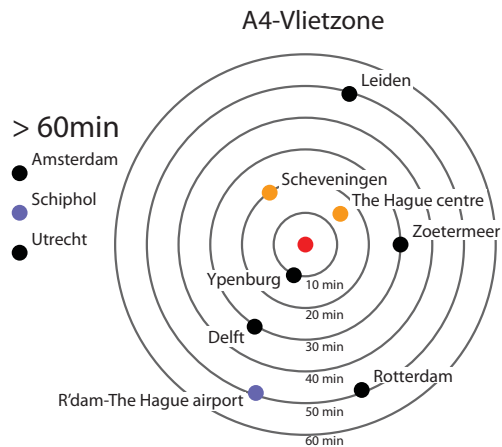 A4-Vlietzone
Leiden
> 60min
Amsterdam
Schiphol
Utrecht
Scheveningen
The Hague centre
Zoetermeer
Ypenburg
10 min
20 min
Delft
30 min
40 min
Rotterdam
R'dam-The Hague airport
50 min
60 min